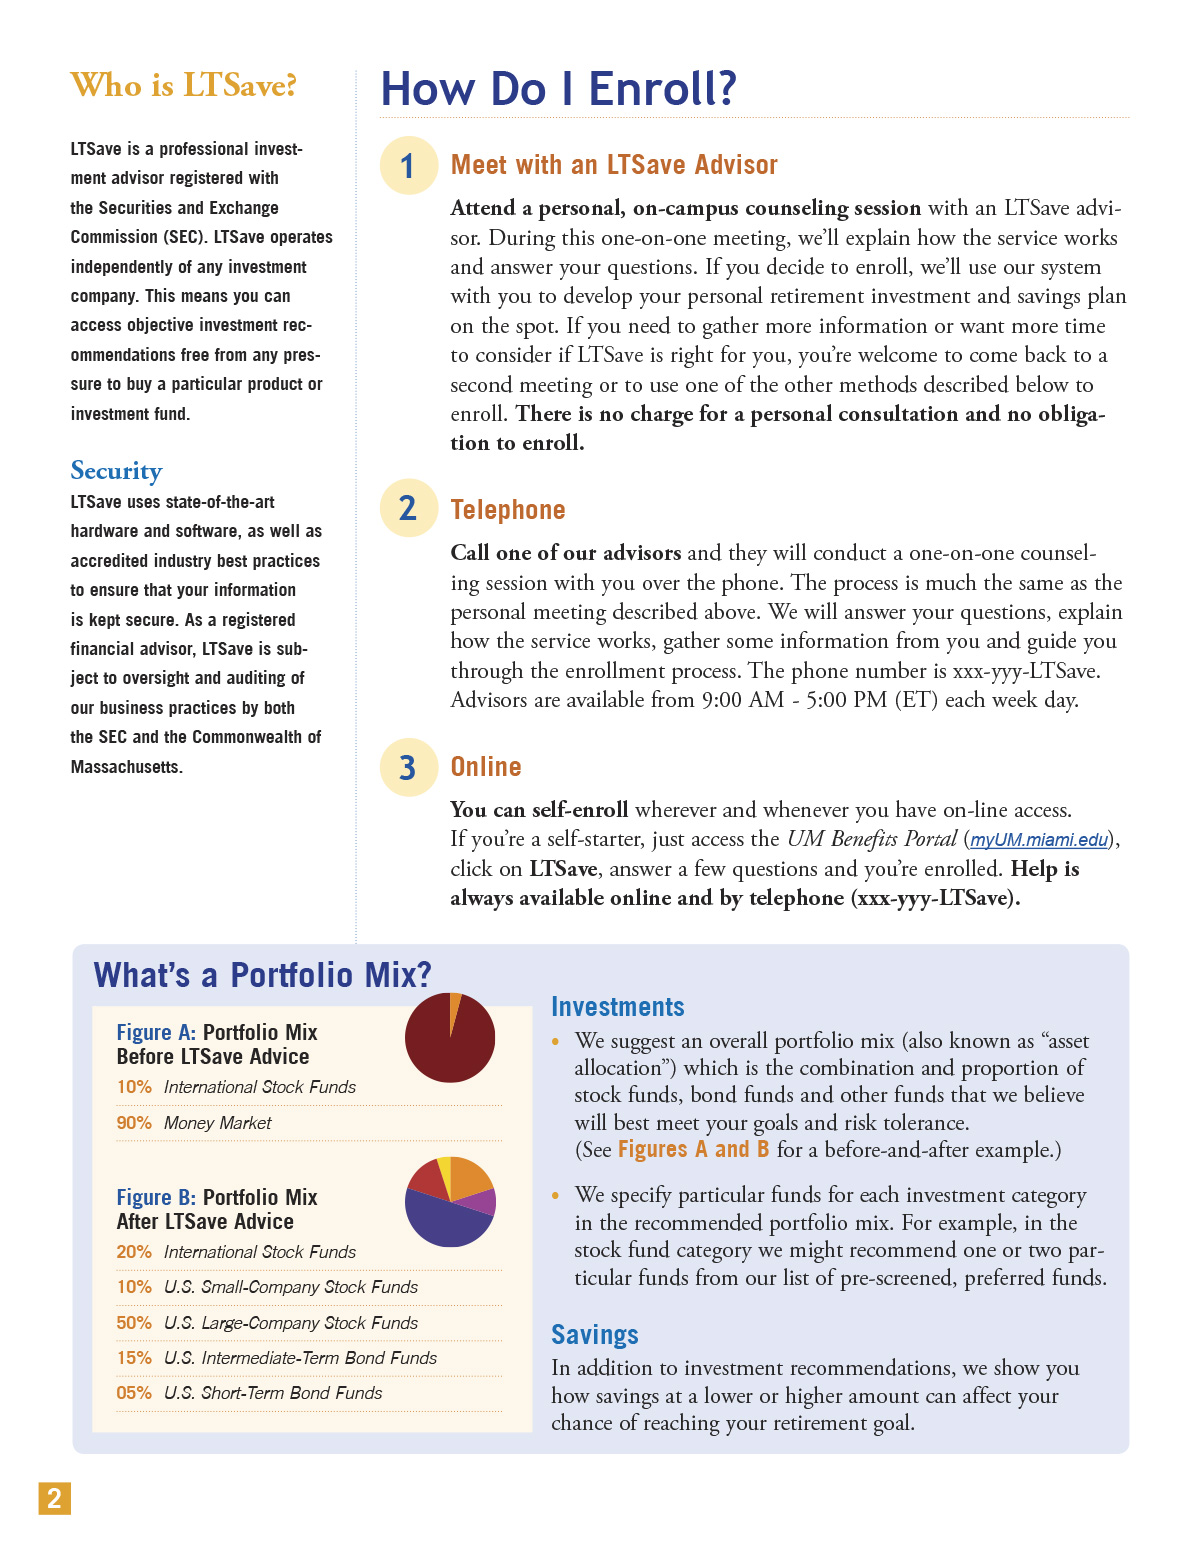 Who is LTSave?
LTSave is a professional invest-
ment advisor registered with
the Securities and Exchange
Commission (SEC). LTSave operates
independently of any investment
company. This means you can
access objective investment rec-
ommendations free from any pres-
sure to buy a particular product or
investment fund.
Security
LTSave uses state-of-the-art
hardware and software, as well as
accredited industry best practices
to ensure that your information
is kept secure. As a registered
financial advisor, LTSave is sub-
ject to oversight and auditing of
our business practices by both
the SEC and the Commonwealth of
Massachusetts.
How Do I Enroll?
1 Meet with an LTSave Advisor
Attend a personal, on-campus counseling session with an LTSave advi-
sor. During this one-on-one meeting, we’ll explain how the service works
and answer your questions. If you decide to enroll, we’ll use our system
with you to develop your personal retirement investment and savings plan
on the spot. If you need to gather more information or want more time
to consider if LTSave is right for you, you’re welcome to come back to a
second meeting or to use one of the other methods described below to
enroll. There is no charge for a personal consultation and no obliga-
tion to enroll.
2 Telephone
Call one of our advisors and they will conduct a one-on-one counsel-
ing session with you over the phone. The process is much the same as the
personal meeting described above. We will answer your questions, explain
how the service works, gather some information from you and guide you
through the enrollment process. The phone number is xxx-yyy-LTSave.
Advisors are available from 9:00 AM - 5:00 PM (ET) each week day.
3 Online
You can self-enroll wherever and whenever you have on-line access.
If you’re a self-starter, just access the UM Benefits Portal (myUM.miami.edu),
click on LTSave, answer a few questions and you’re enrolled. Help is
always available online and by telephone (xxx-yyy-LTSave).
What’s a Portfolio Mix?
Figure A: Portfolio Mix
Before LTSave Advice
10% International Stock Funds
90% Money Market
Figure B: Portfolio Mix
After LTSave Advice
20% International Stock Funds
10% U.S. Small-Company Stock Funds
50% U.S. Large-Company Stock Funds
15% U.S. Intermediate-Term Bond Funds
05% U.S. Short-Term Bond Funds
Investments
• We suggest an overall portfolio mix (also known as “asset
allocation”) which is the combination and proportion of
stock funds, bond funds and other funds that we believe
will best meet your goals and risk tolerance.
(See Figures A and B for a before-and-after example.)
• We specify particular funds for each investment category
in the recommended portfolio mix. For example, in the
stock fund category we might recommend one or two par-
ticular funds from our list of pre-screened, preferred funds.
Savings
In addition to investment recommendations, we show you
how savings at a lower or higher amount can affect your
chance of reaching your retirement goal.
2